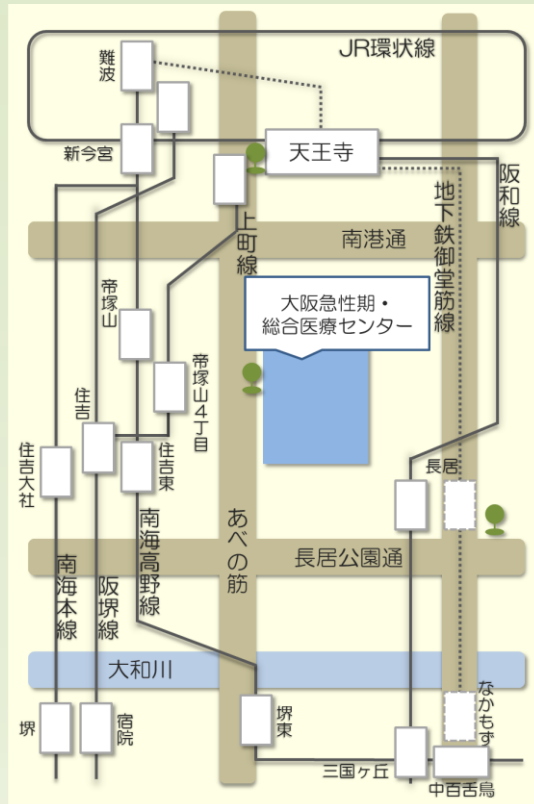 JR環状線
難波
新今宮
天王寺
阪和線
地下鉄御堂筋線
上町線
南港通
大阪急性期・
総合医療センター
帝塚山
帝塚山4丁目
住吉
住吉大社
住吉東
長居
南海本線
阪堺線
南海高野線
あべの筋
長居公園通
大和川
堺
宿院
堺東
三国ヶ丘
なかもず
中百舌鳥